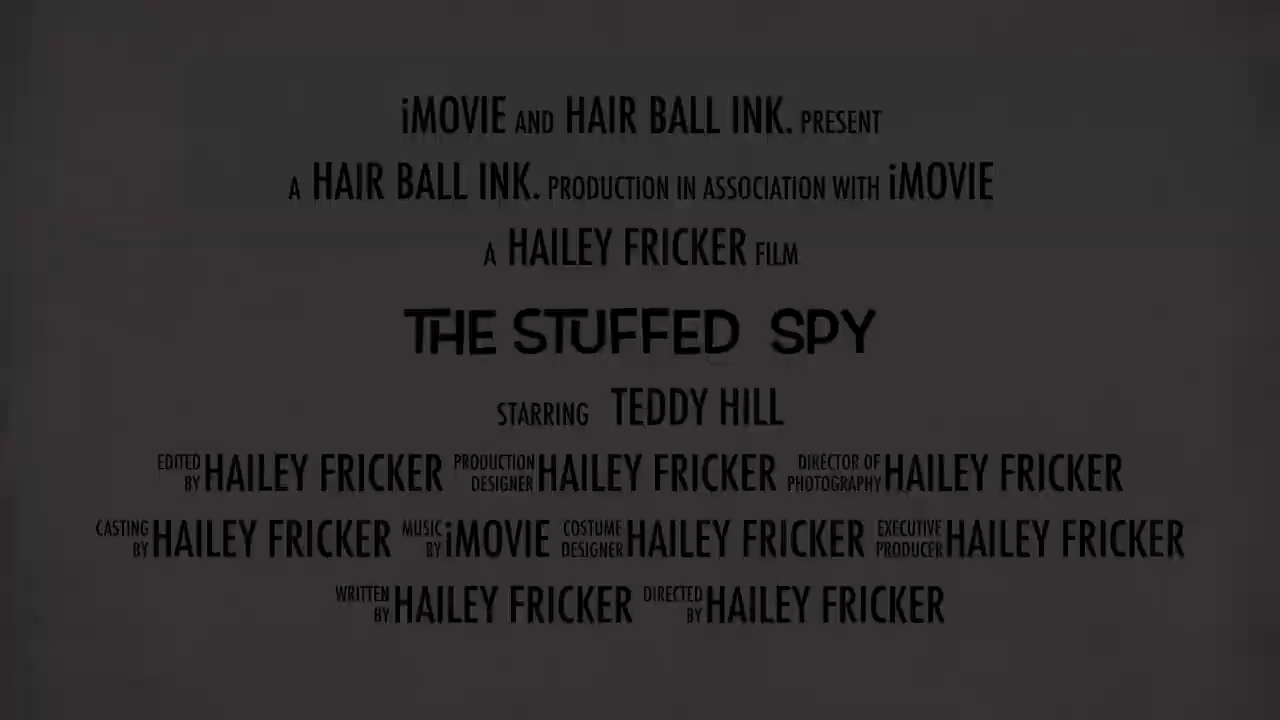 iMOVIE AND HAIR BALL INK. PRESENT
A HAIR BALL INK. PRODUCTiON IN ASSOCIATION WITH iMOVIE
A HAILEY FRICKER FILM
THE STUFFED SPY
STARRING TEDDY HILL
EDITED BY HAILEY FRICKER PRODUCTION DESIGNER HAILEY FRICKER DIRECTOR OF PHOTOGRAPHY HAILEY FRICKER
CASTING BY HAILEY FRICKER MUSIC BY iMOVIE COSTUME DESIGNER HAILEY FRICKER EXECUTIVE PRODUCER HAILEY FRICKER
WRITTEN BY HAILEY FRICKER DIRECTED BY HAILEY FRICKER